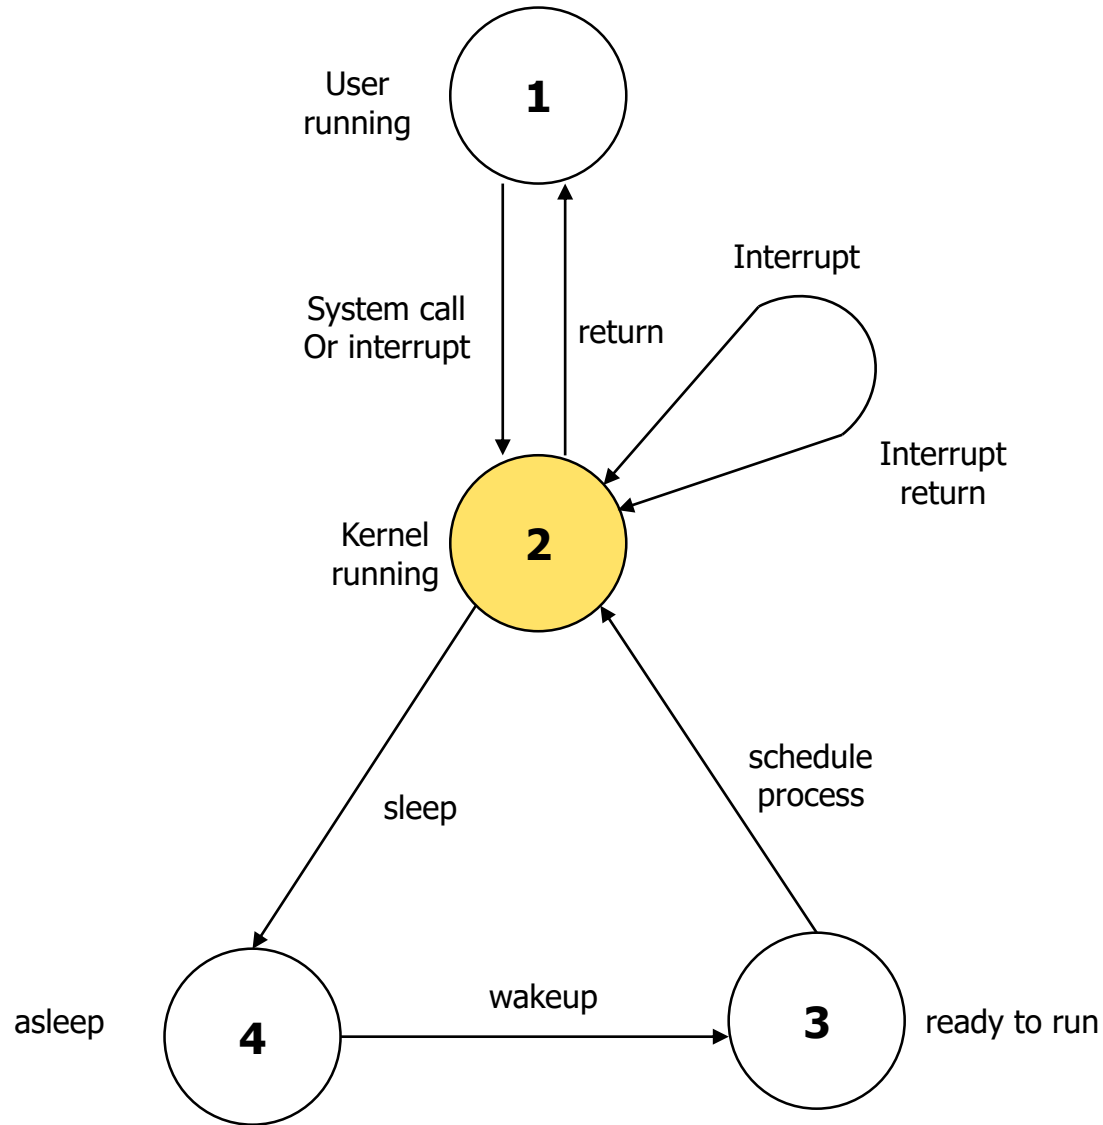 User
running
1
Interrupt
System call
Or interrupt
return
Interrupt
return
Kernel
running
2
schedule
process
sleep
wakeup
asleep
4
3
ready to run